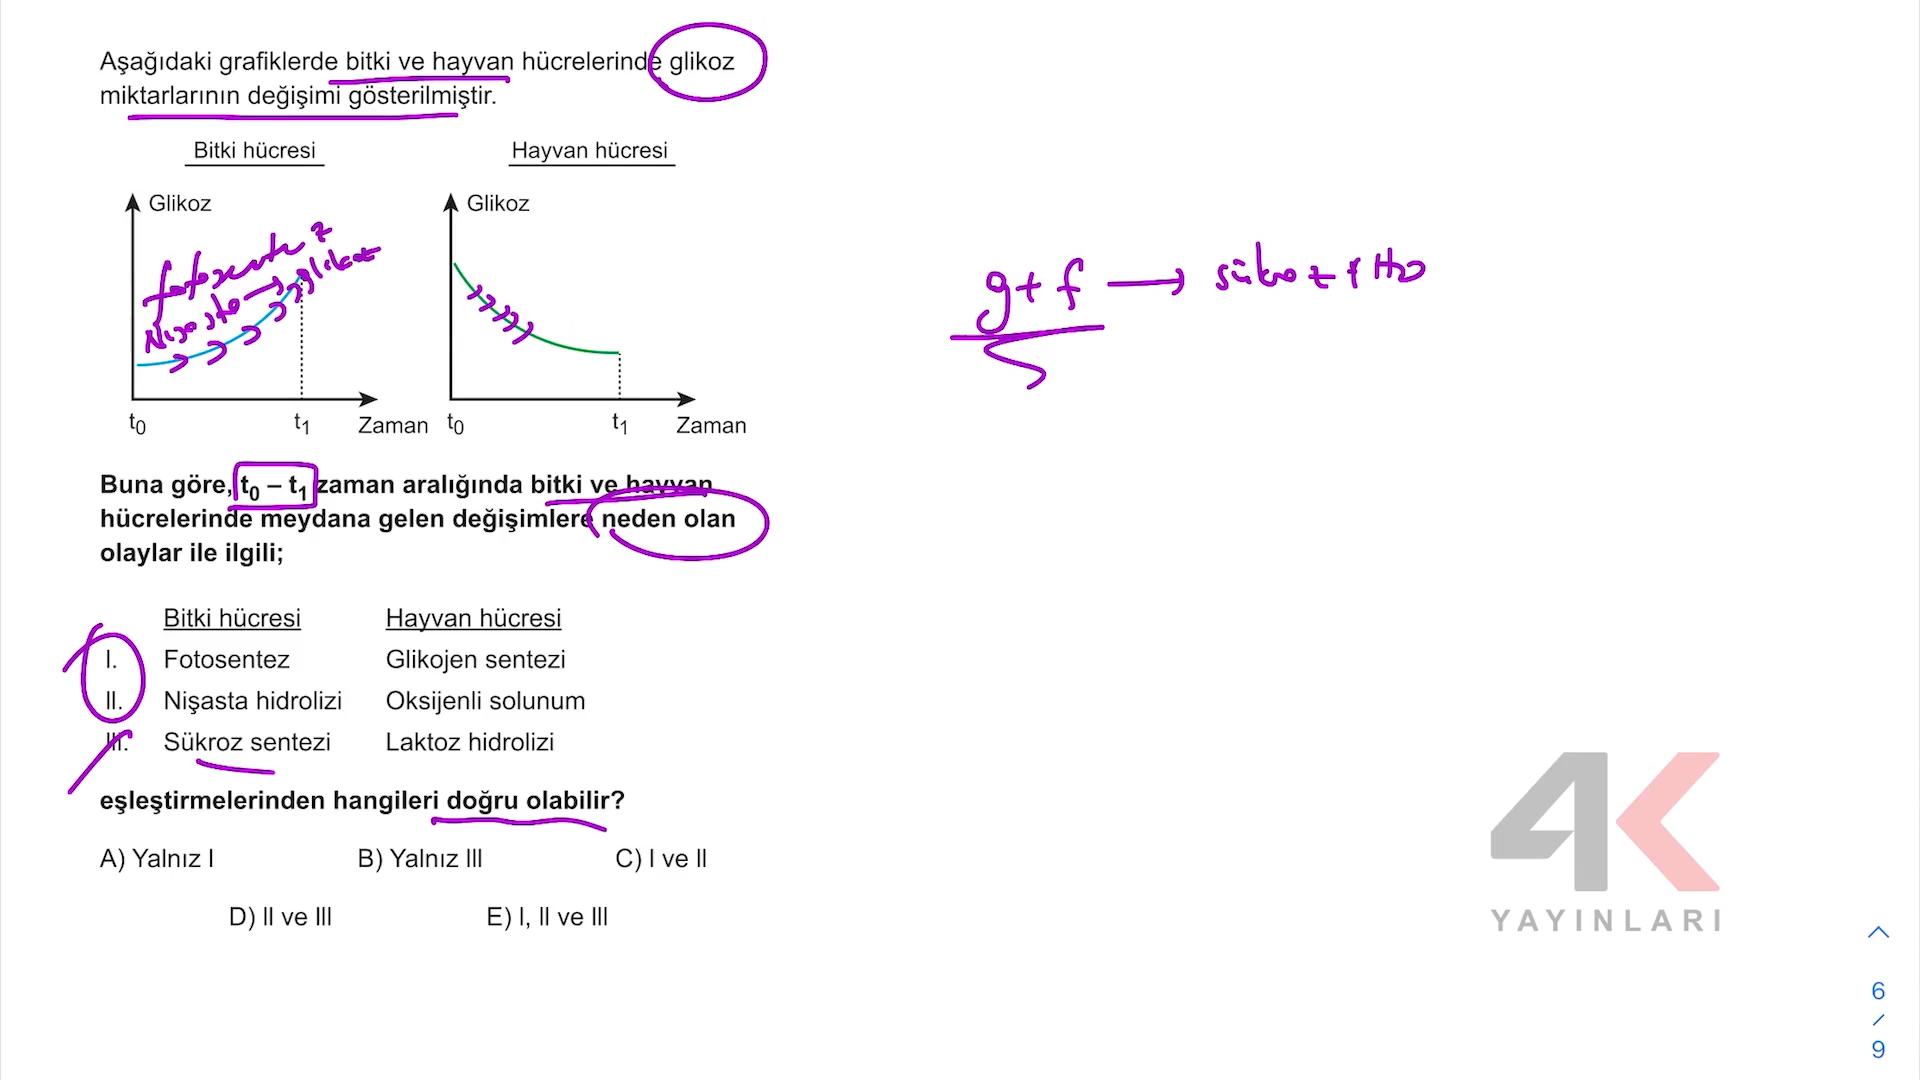 Aşağıdaki grafiklerde bitki ve hayvan hücrelerinde glikoz
miktarlarının değişimi gösterilmiştir.
Bitki hücresi
Hayvan hücresi
Glikoz
Glikoz
fotosentez
Nişasta → glikoz
t0 t1 Zaman
t0 t1 Zaman
g + f → sükroz + H2O
Buna göre, t0 – t1 zaman aralığında bitki ve hayvan
hücrelerinde meydana gelen değişimlere neden olan
olaylar ile ilgili;
Bitki hücresi Hayvan hücresi
I. Fotosentez Glikojen sentezi
II. Nişasta hidrolizi Oksijenli solunum
III. Sükroz sentezi Laktoz hidrolizi
eşleştirmelerinden hangileri doğru olabilir?
A) Yalnız I B) Yalnız III C) I ve II
D) II ve III E) I, II ve III
4K
YAYINLARI
6
/
9